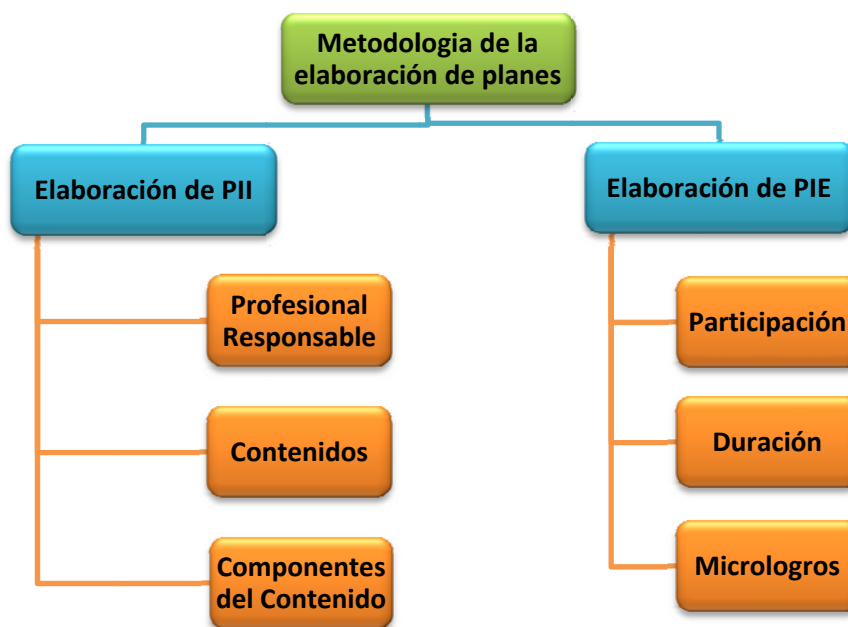 Metodologia de la
elaboración de planes
Elaboración de PII
Elaboración de PIE
Profesional
Responsable
Participación
Contenidos
Duración
Componentes
del Contenido
Micrologros